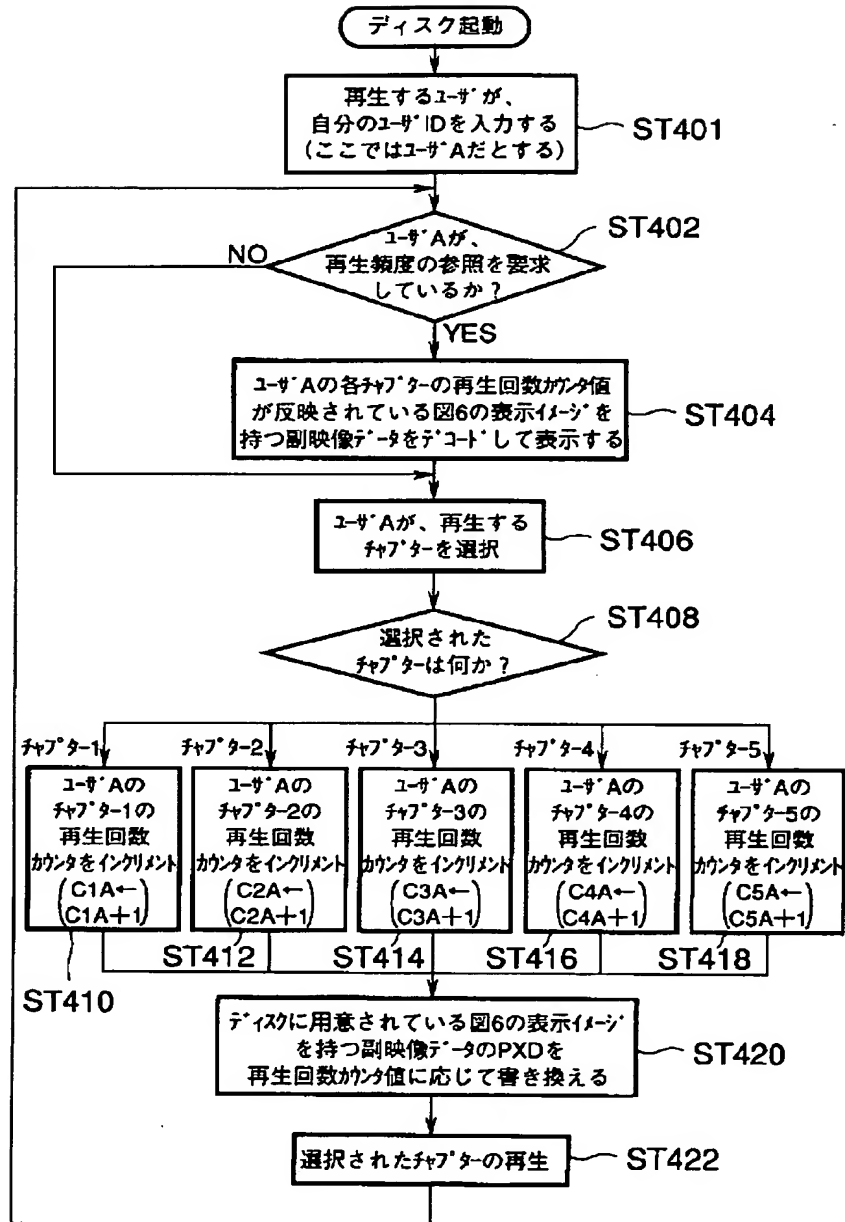 ディスク起動
再生するﾕｰｻﾞが、
自分のﾕｰｻﾞIDを入力する
(ここではﾕｰｻﾞAだとする)
ST401
ﾕｰｻﾞAが、
再生頻度の参照を要求
しているか?
ST402
NO
YES
ﾕｰｻﾞAの各ﾁｬﾌﾟﾀｰの再生回数ｶｳﾝﾀ値
が反映されている図6の表示ｲﾒｰｼﾞを
持つ副映像ﾃﾞｰﾀをﾃﾞｺｰﾄﾞして表示する
ST404
ﾕｰｻﾞAが、再生する
ﾁｬﾌﾟﾀｰを選択
ST406
選択された
ﾁｬﾌﾟﾀｰは何か?
ST408
ﾁｬﾌﾟﾀｰ1
ﾕｰｻﾞAの
ﾁｬﾌﾟﾀｰ1の
再生回数
ｶｳﾝﾀをｲﾝｸﾘﾒﾝﾄ
(C1A←
C1A+1)
ST410
ﾁｬﾌﾟﾀｰ2
ﾕｰｻﾞAの
ﾁｬﾌﾟﾀｰ2の
再生回数
ｶｳﾝﾀをｲﾝｸﾘﾒﾝﾄ
(C2A←
C2A+1)
ST412
ﾁｬﾌﾟﾀｰ3
ﾕｰｻﾞAの
ﾁｬﾌﾟﾀｰ3の
再生回数
ｶｳﾝﾀをｲﾝｸﾘﾒﾝﾄ
(C3A←
C3A+1)
ST414
ﾁｬﾌﾟﾀｰ4
ﾕｰｻﾞAの
ﾁｬﾌﾟﾀｰ4の
再生回数
ｶｳﾝﾀをｲﾝｸﾘﾒﾝﾄ
(C4A←
C4A+1)
ST416
ﾁｬﾌﾟﾀｰ5
ﾕｰｻﾞAの
ﾁｬﾌﾟﾀｰ5の
再生回数
ｶｳﾝﾀをｲﾝｸﾘﾒﾝﾄ
(C5A←
C5A+1)
ST418
ﾃﾞｨｽｸに用意されている図6の表示ｲﾒｰｼﾞ
を持つ副映像ﾃﾞｰﾀのPXDを
再生回数ｶｳﾝﾀ値に応じて書き換える
ST420
選択されたﾁｬﾌﾟﾀｰの再生
ST422